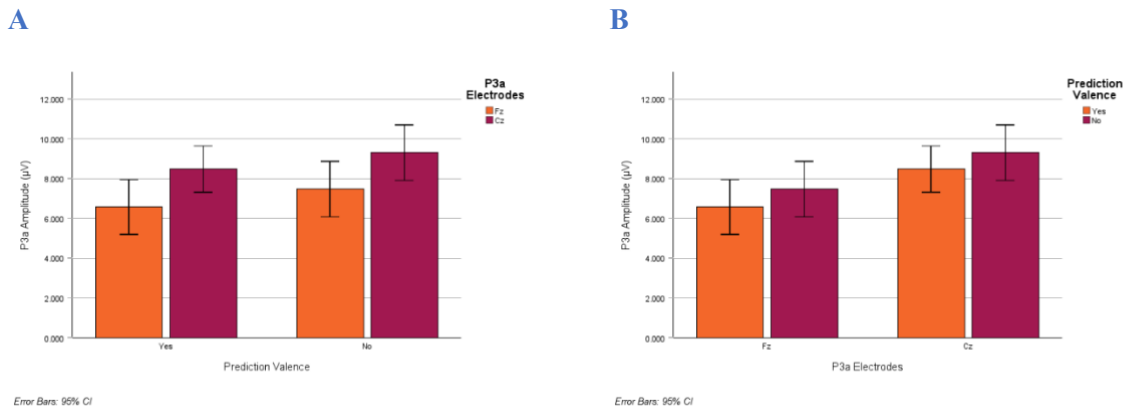 A
P3a
Electrodes
Fz
Cz
12.000
10.000
8.000
6.000
4.000
2.000
0.000
P3a Amplitude (µV)
Yes
No
Prediction Valence
Error Bars: 95% CI
B
Prediction
Valence
Yes
No
12.000
10.000
8.000
6.000
4.000
2.000
0.000
P3a Amplitude (µV)
Fz
Cz
P3a Electrodes
Error Bars: 95% CI